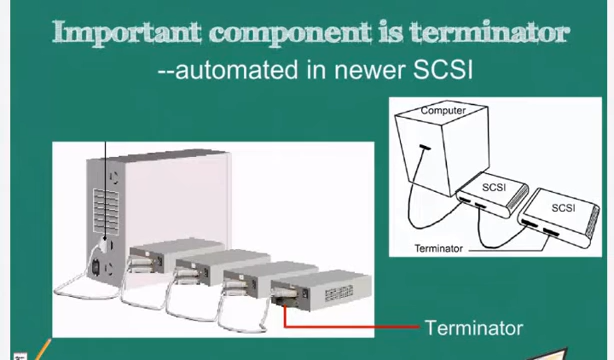 Important component is terminator
--automated in newer SCSI
Computer
SCSI
SCSI
Terminator
Terminator